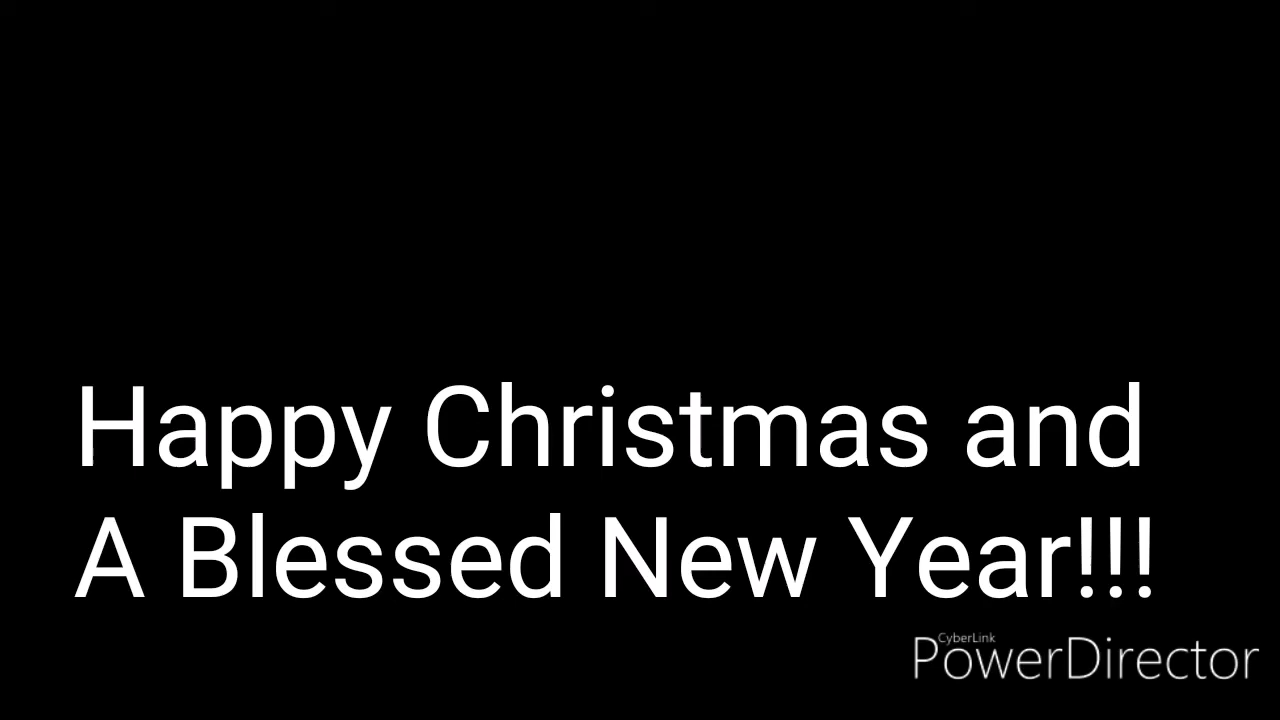 Happy Christmas and
A Blessed New Year!!!
CyberLink
PowerDirector